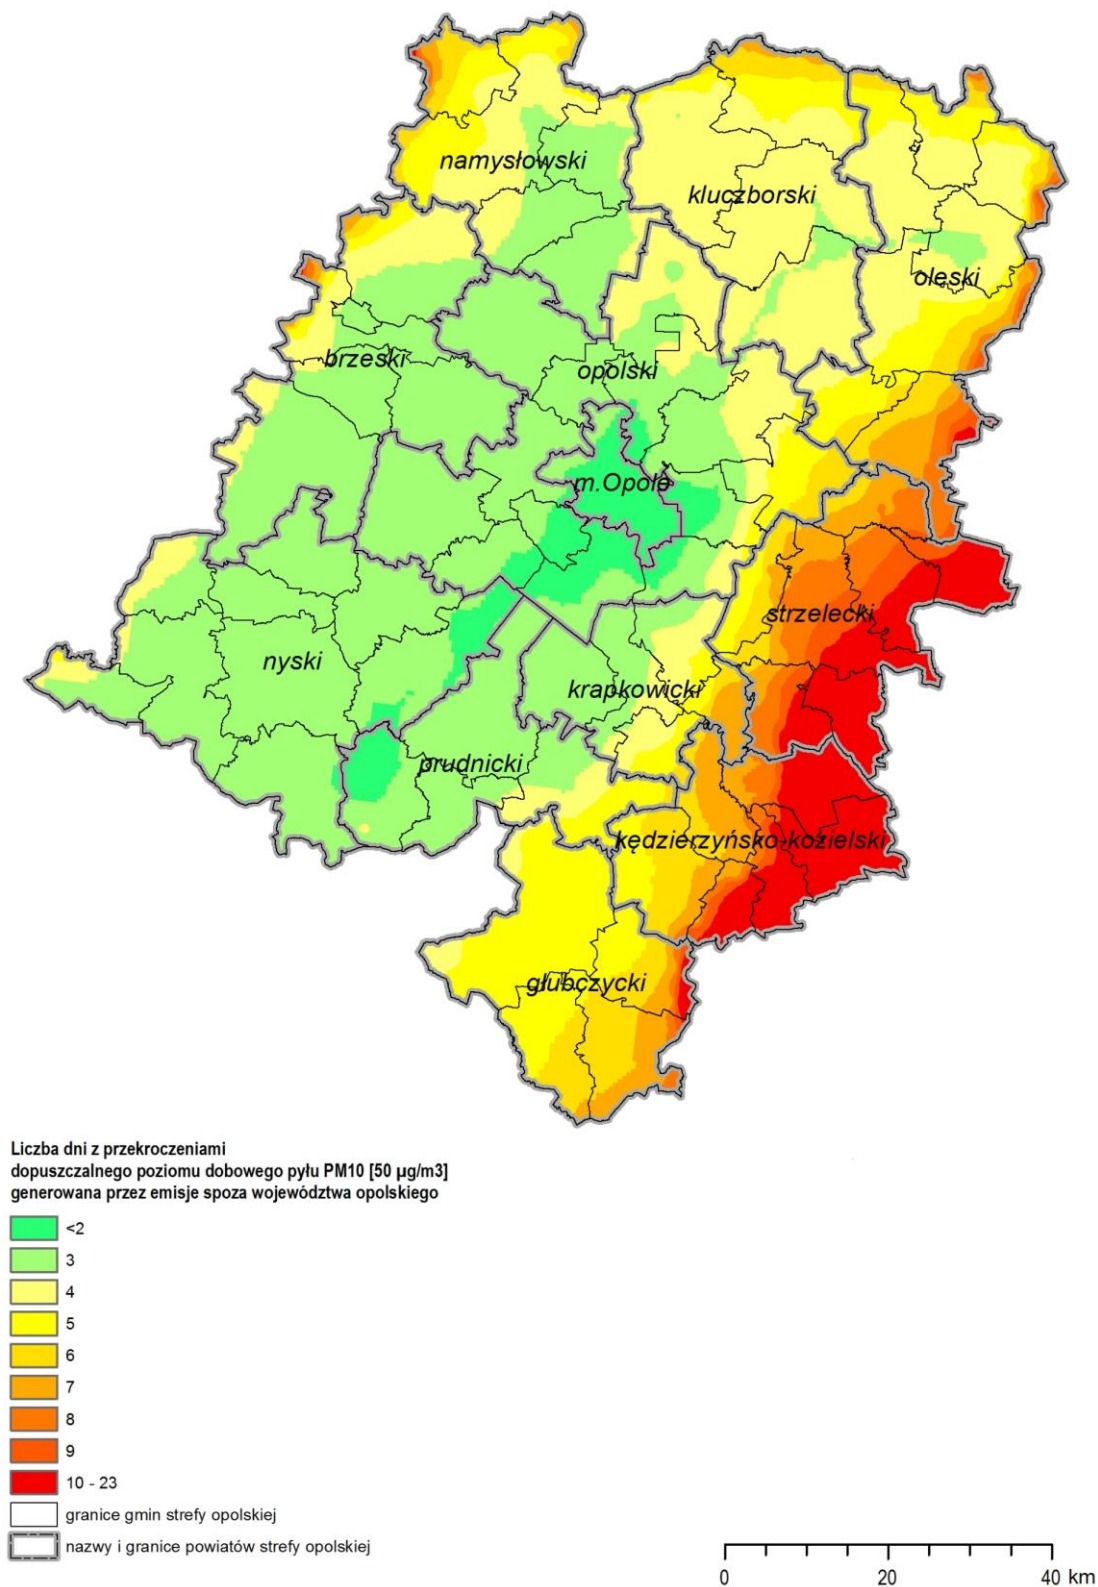 namysłowski
kluczborski
oleski
brzeski
opolski
m.Opole
strzelecki
nyski
krapkowicki
prudnicki
kędzierzyńsko-kozielski
głubczycki
Liczba dni z przekroczeniami
dopuszczalnego poziomu dobowego pyłu PM10 [50 µg/m3]
generowana przez emisje spoza województwa opolskiego
<2
3
4
5
6
7
8
9
10 - 23
granice gmin strefy opolskiej
nazwy i granice powiatów strefy opolskiej
0 20 40 km